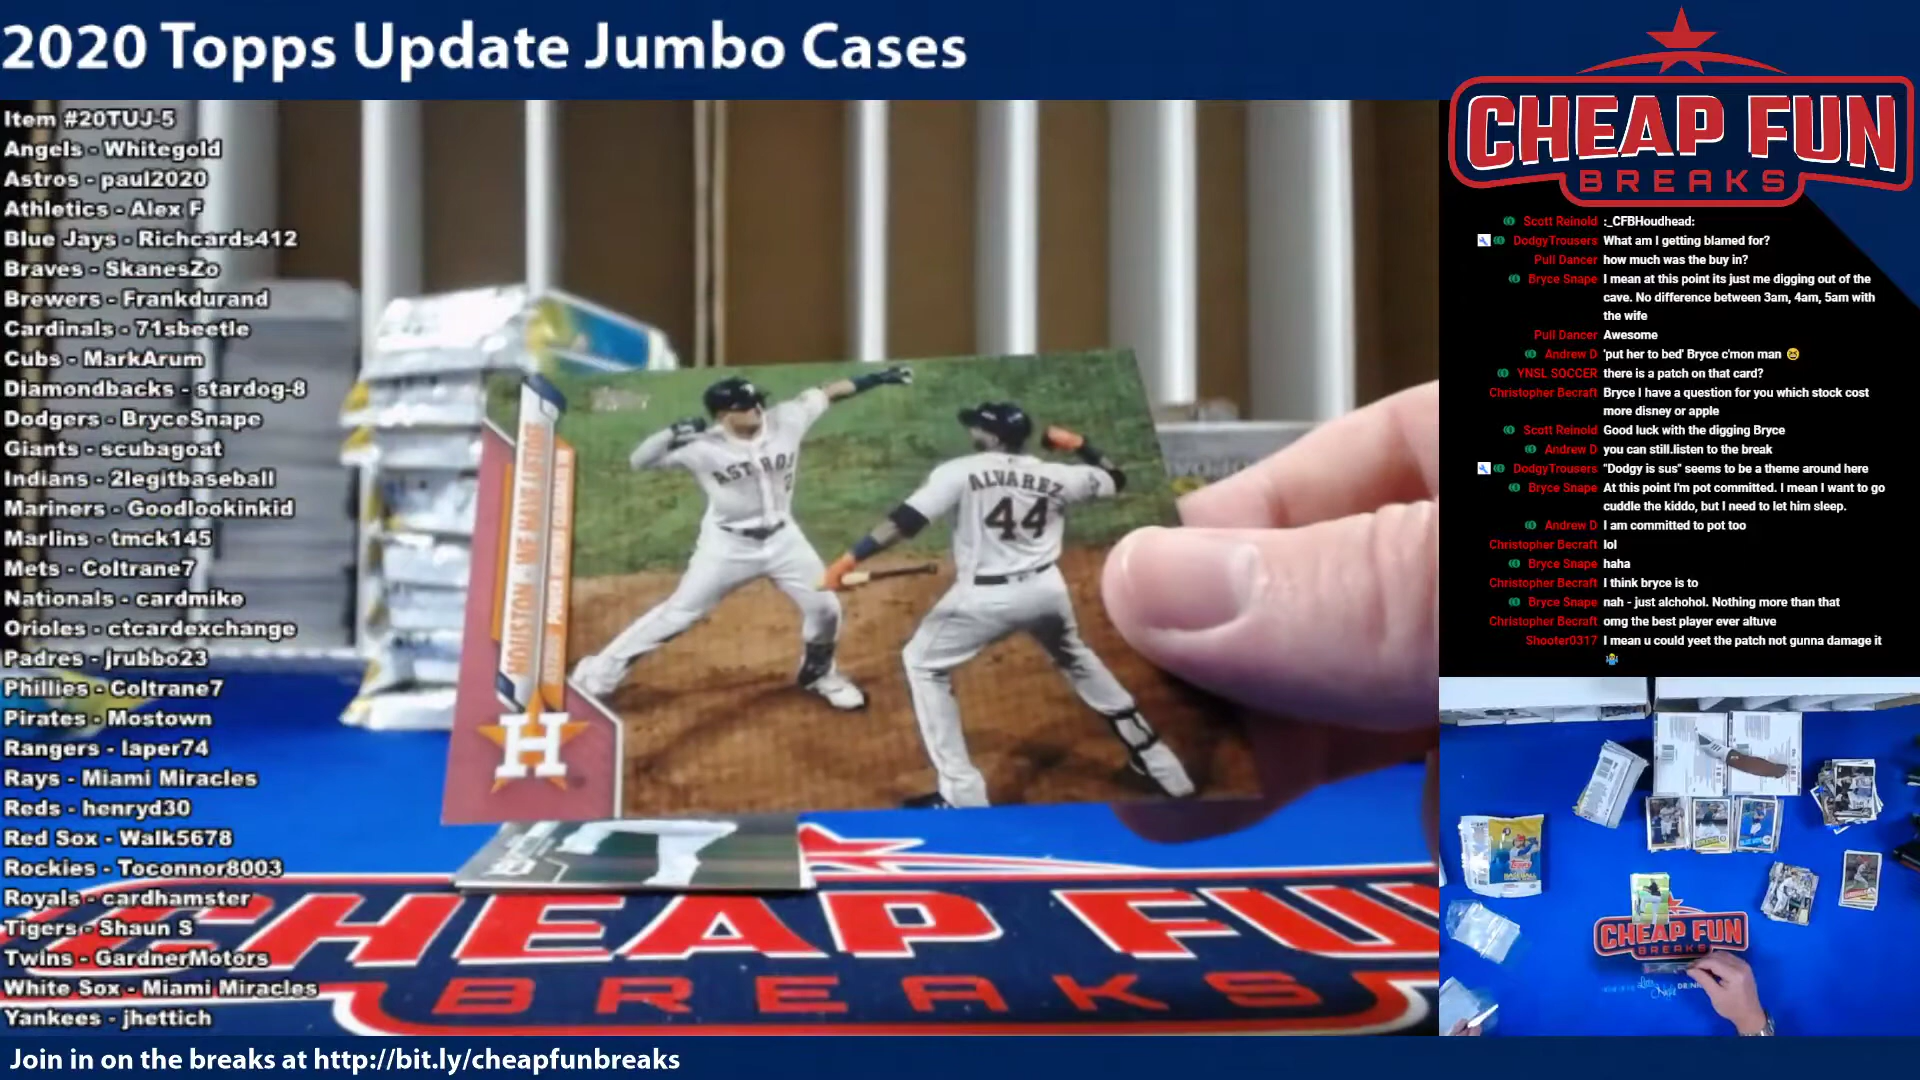 2020 Topps Update Jumbo Cases
Item #20TUJ-5
Angels - Whitegold
Astros - paul2020
Athletics - Alex F
Blue Jays - Richcards412
Braves - SkanesZo
Brewers - Frankdurand
Cardinals - 71sbeetle
Cubs - MarkArum
Diamondbacks - stardog-8
Dodgers - BryceSnape
Giants - scubagoat
Indians - 2legitbaseball
Mariners - Goodlookinkid
Marlins - tmck145
Mets - Coltrane7
Nationals - cardmike
Orioles - ctcardexchange
Padres - jrubbo23
Phillies - Coltrane7
Pirates - Mostown
Rangers - laper74
Rays - Miami Miracles
Reds - henryd30
Red Sox - Walk5678
Rockies - Toconnor8003
Royals - cardhamster
Tigers - Shaun S
Twins - GardnerMotors
White Sox - Miami Miracles
Yankees - jhettich
ASTROS
ALVAREZ
44
HOUSTON
H
CHEAP FU
BREAKS
CHEAP FUN
BREAKS
Scott Reinold :_CFBHoudhead:
DodgyTrousers What am I getting blamed for?
Pull Dancer how much was the buy in?
Bryce Snape I mean at this point its just me digging out of the
cave. No difference between 3am, 4am, 5am with
the wife
Pull Dancer Awesome
Andrew D 'put her to bed' Bryce c'mon man
YNSL SOCCER there is a patch on that card?
Christopher Becraft Bryce I have a question for you which stock cost
more disney or apple
Scott Reinold Good luck with the digging Bryce
Andrew D you can still.listen to the break
DodgyTrousers "Dodgy is sus" seems to be a theme around here
Bryce Snape At this point I'm pot committed. I mean I want to go
cuddle the kiddo, but I need to let him sleep.
Andrew D I am committed to pot too
Christopher Becraft lol
Bryce Snape haha
Christopher Becraft I think bryce is to
Bryce Snape nah - just alchohol. Nothing more than that
Christopher Becraft omg the best player ever altuve
Shooter0317 I mean u could yeet the patch not gunna damage it
CHEAP FUN
BREAKS
Join in on the breaks at http://bit.ly/cheapfunbreaks